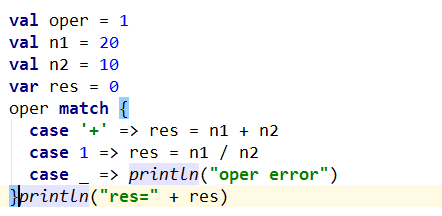 val oper = 1
val n1 = 20
val n2 = 10
var res = 0
oper match {
  case '+' => res = n1 + n2
  case 1 => res = n1 / n2
  case _ => println("oper error")
}println("res=" + res)